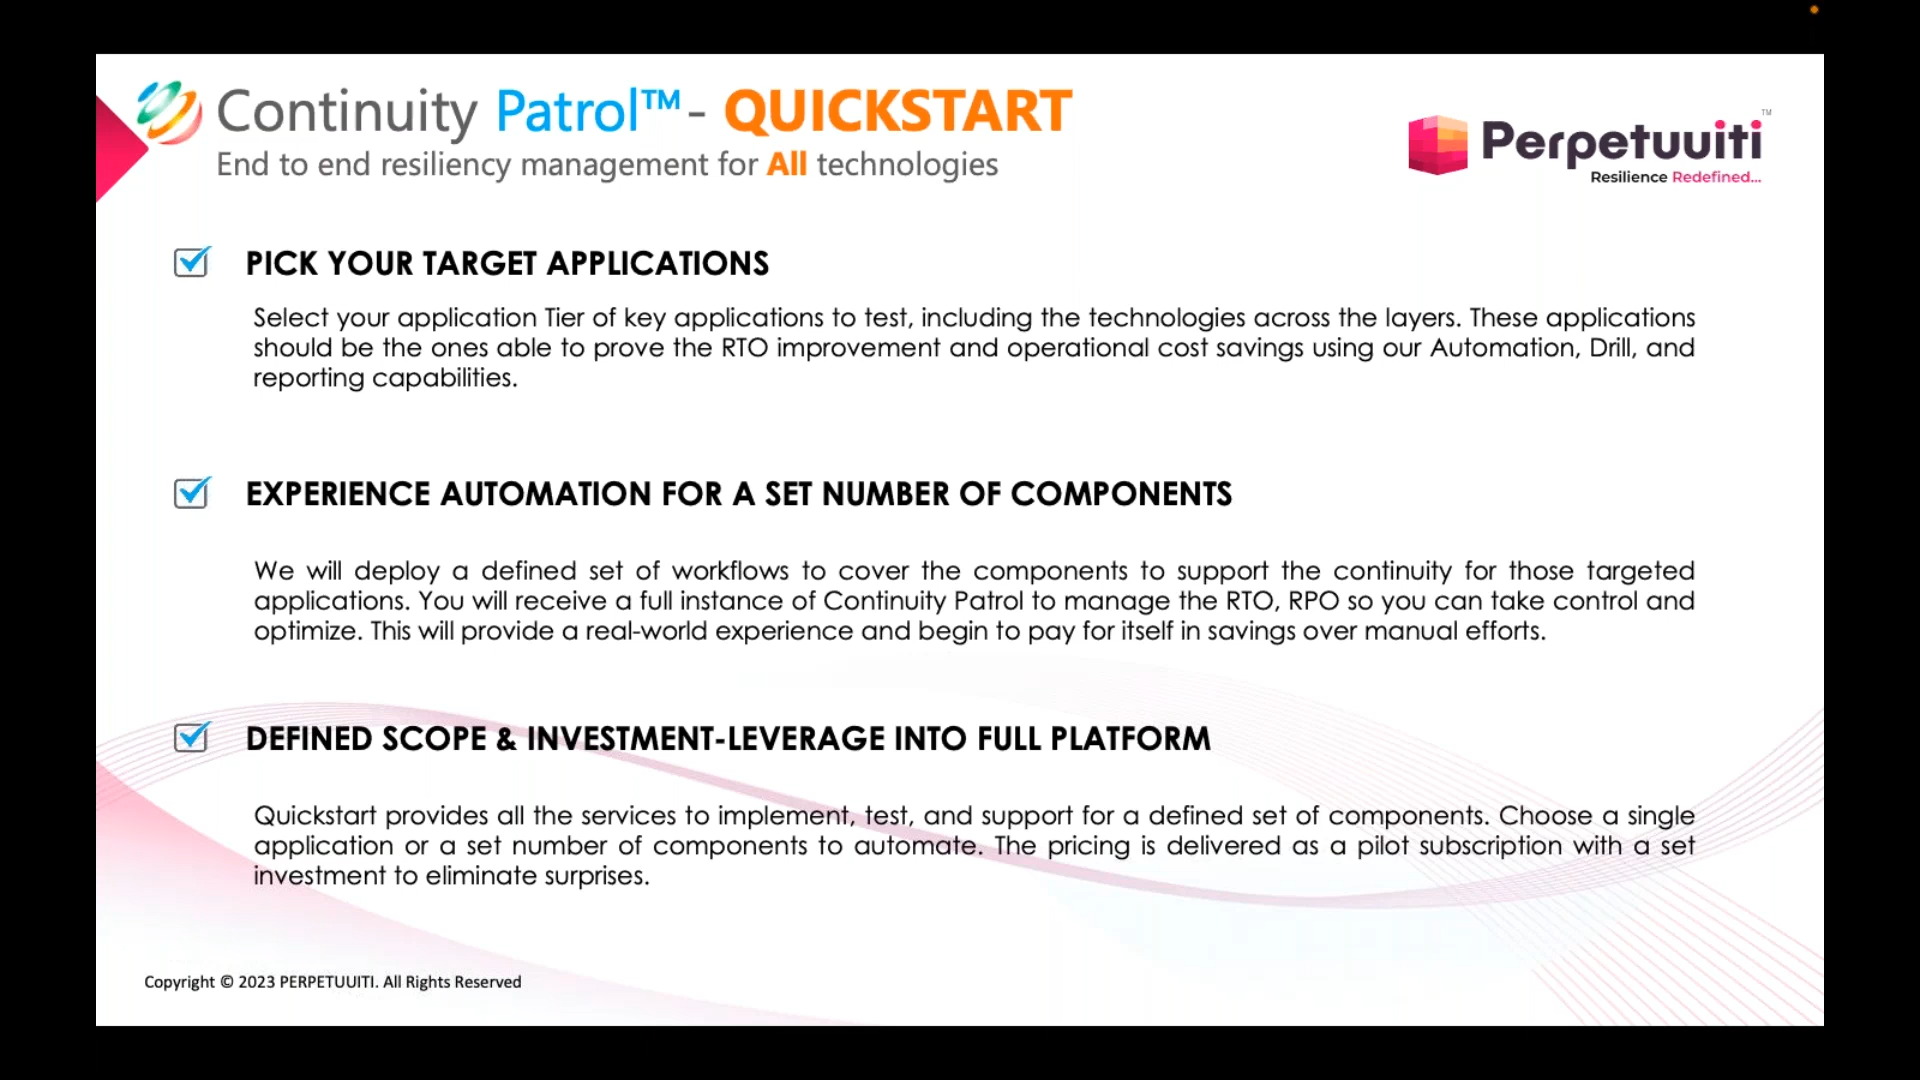 Continuity Patrol™- QUICKSTART
End to end resiliency management for All technologies
Perpetuuiti™
Resilience Redefined...
PICK YOUR TARGET APPLICATIONS
Select your application Tier of key applications to test, including the technologies across the layers. These applications
should be the ones able to prove the RTO improvement and operational cost savings using our Automation, Drill, and
reporting capabilities.
EXPERIENCE AUTOMATION FOR A SET NUMBER OF COMPONENTS
We will deploy a defined set of workflows to cover the components to support the continuity for those targeted
applications. You will receive a full instance of Continuity Patrol to manage the RTO, RPO so you can take control and
optimize. This will provide a real-world experience and begin to pay for itself in savings over manual efforts.
DEFINED SCOPE & INVESTMENT-LEVERAGE INTO FULL PLATFORM
Quickstart provides all the services to implement, test, and support for a defined set of components. Choose a single
application or a set number of components to automate. The pricing is delivered as a pilot subscription with a set
investment to eliminate surprises.
Copyright © 2023 PERPETUUITI. All Rights Reserved